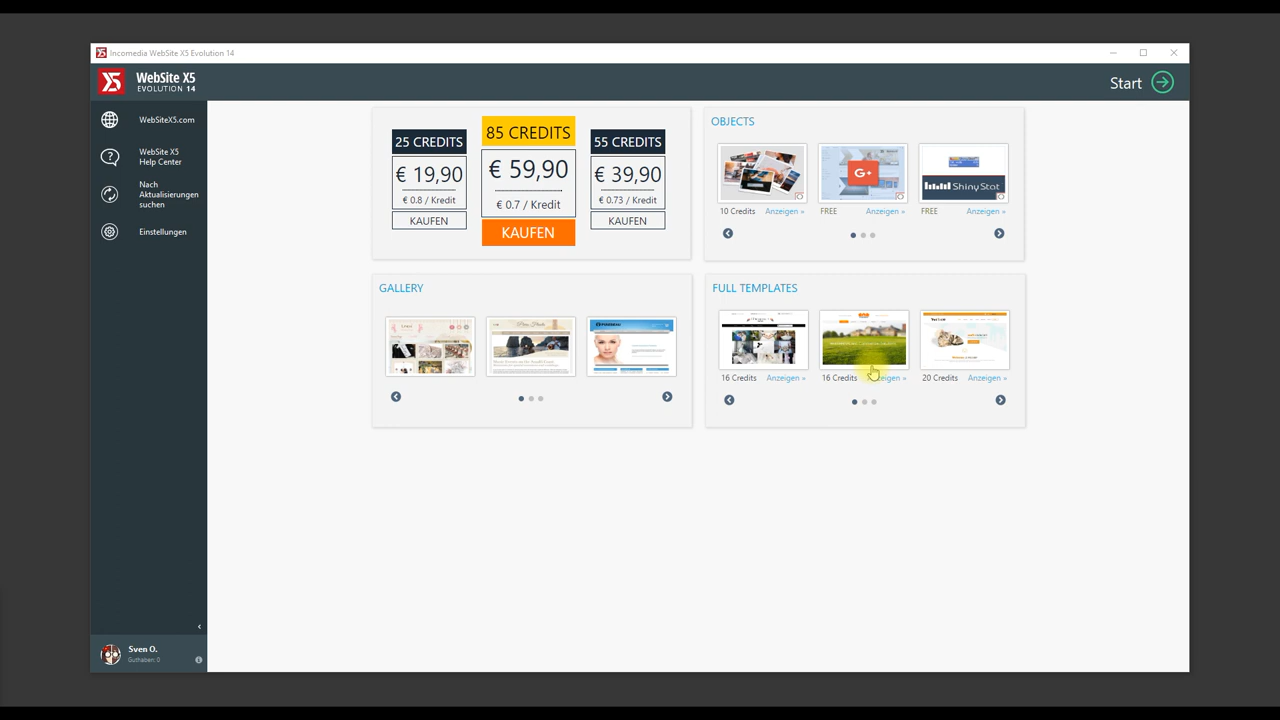 Incomedia WebSite X5 Evolution 14
WebSite X5
EVOLUTION 14
Start
WebSiteX5.com
WebSite X5
Help Center
Nach
Aktualisierungen
suchen
Einstellungen
25 CREDITS
€ 19,90
€ 0.8 / Kredit
KAUFEN
85 CREDITS
€ 59,90
€ 0.7 / Kredit
KAUFEN
55 CREDITS
€ 39,90
€ 0.73 / Kredit
KAUFEN
OBJECTS
G+
ShinyStat
10 Credits Anzeigen »
FREE Anzeigen »
FREE Anzeigen »
GALLERY
FULL TEMPLATES
16 Credits Anzeigen »
16 Credits Anzeigen »
20 Credits Anzeigen »
Sven O.
Guthaben: 0